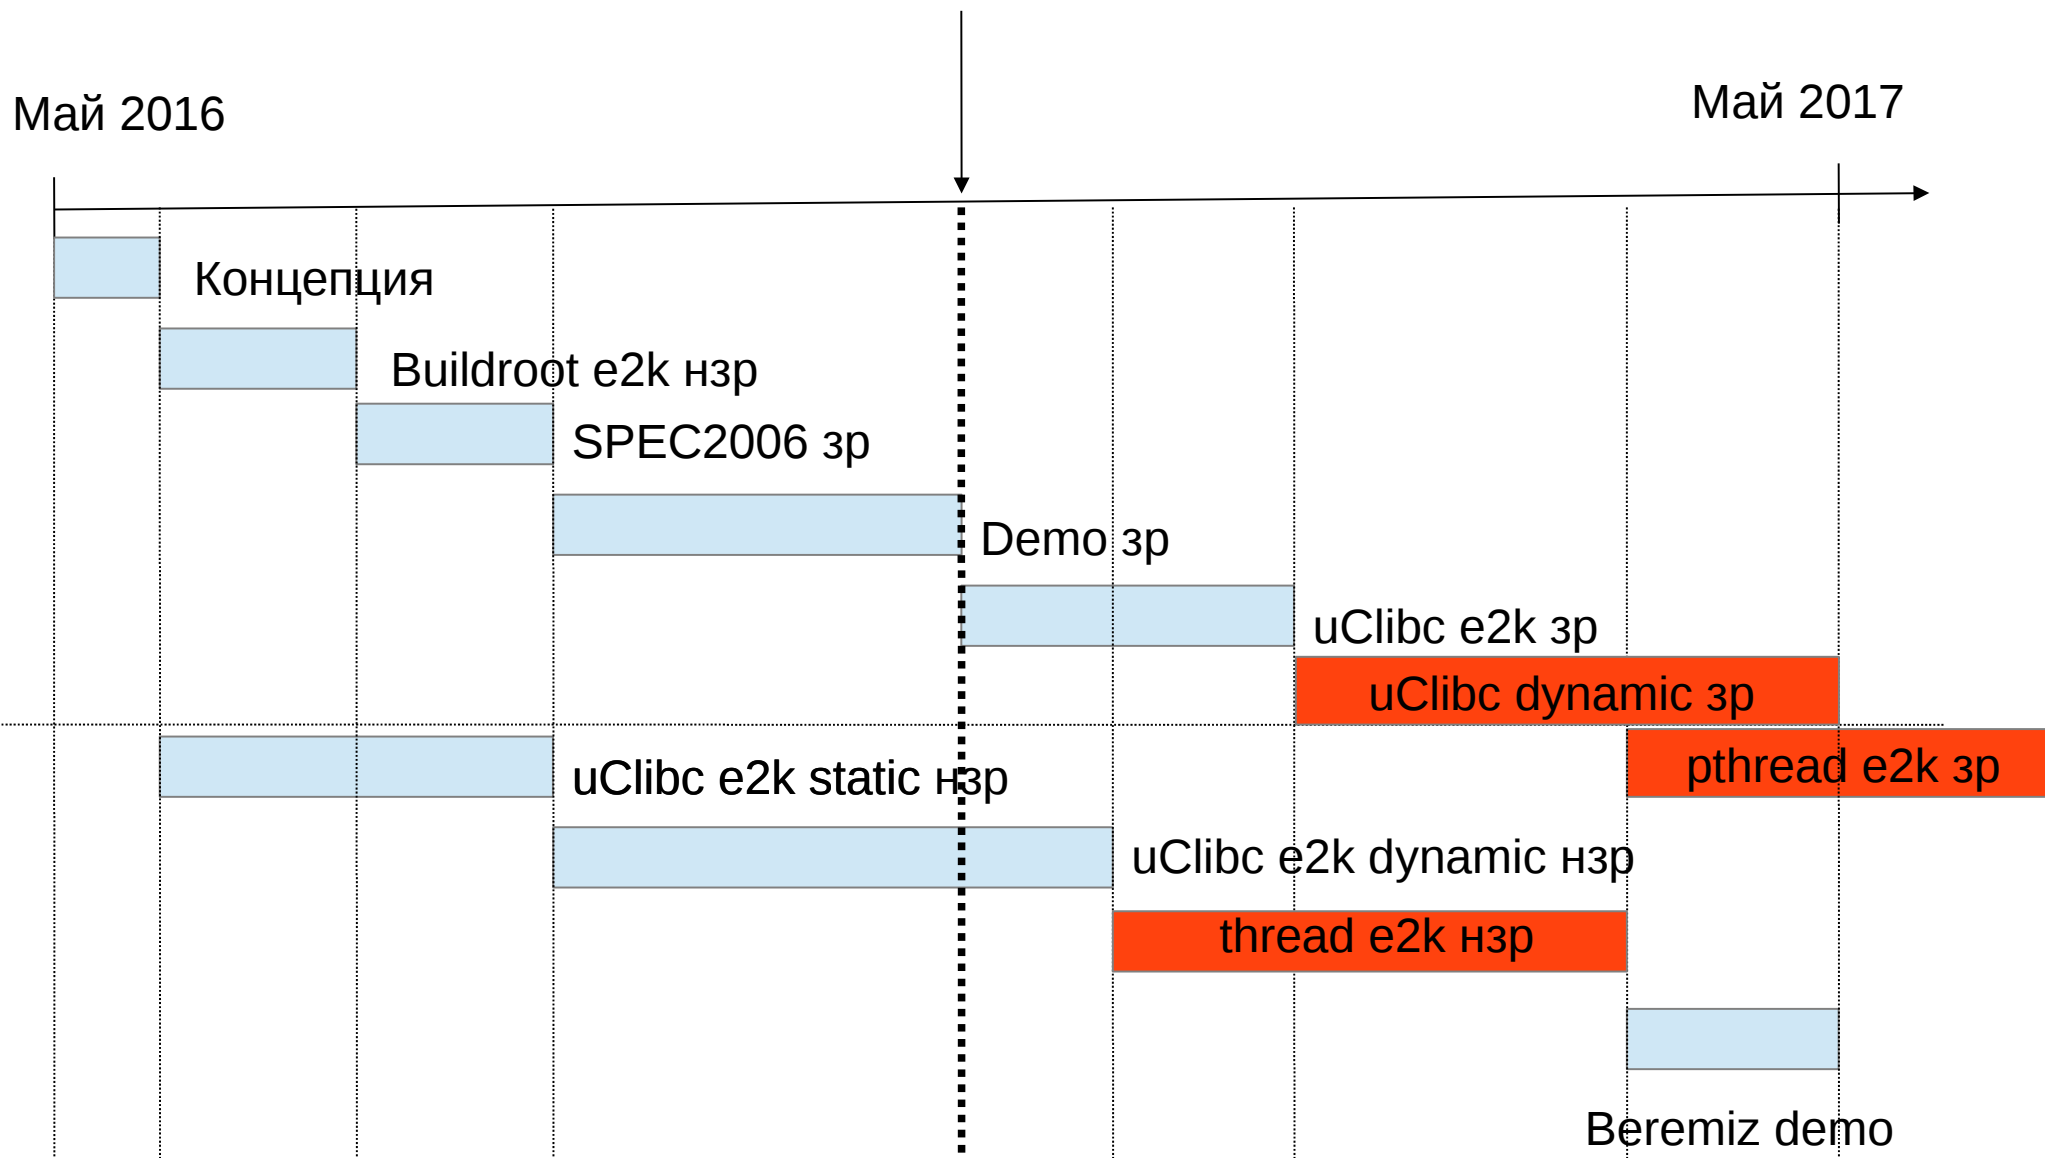 Май 2016
Май 2017
Концепция
Buildroot e2k нзр
SPEC2006 зр
Demo зр
uClibc e2k зр
uClibc dynamic зр
pthread e2k зр
uClibc e2k static нзр
uClibc e2k dynamic нзр
thread e2k нзр
Beremiz demo